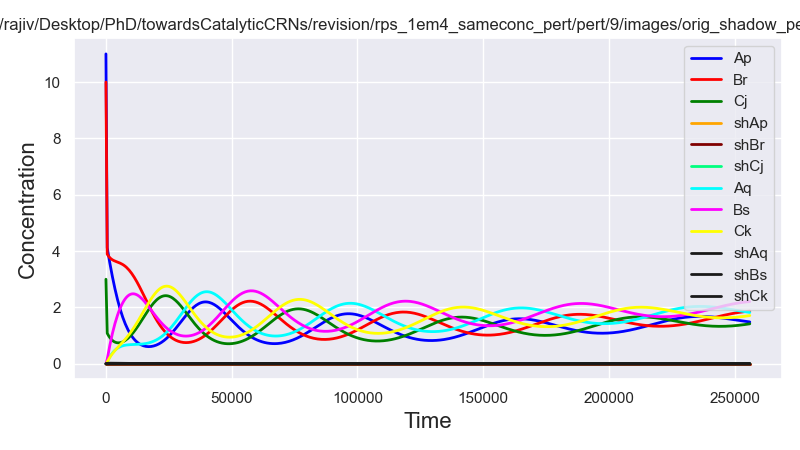 /rajiv/Desktop/PhD/towardsCatalyticCRNs/revision/rps_1em4_sameconc_pert/pert/9/images/orig_shadow_pe
Concentration
10
8
6
4
2
0
0 50000 100000 150000 200000 250000
Time
Ap
Br
Cj
shAp
shBr
shCj
Aq
Bs
Ck
shAq
shBs
shCk